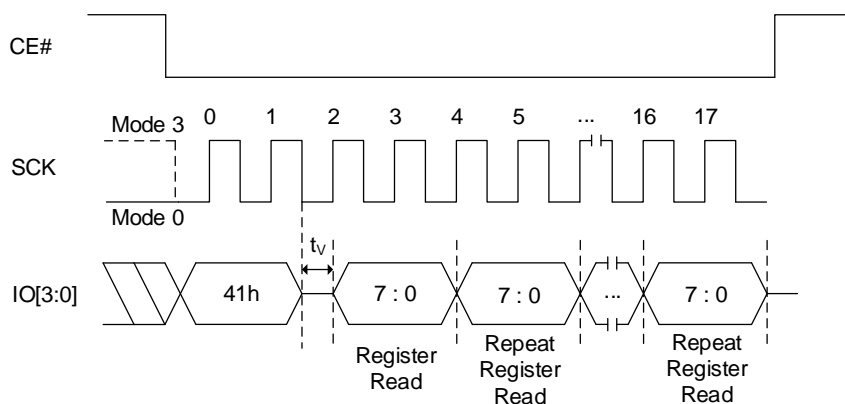 CE#
Mode 3
0 1 2 3 4 5 ... 16 17
SCK
Mode 0
tV
IO[3:0]
41h
7 : 0
7 : 0
...
7 : 0
Register
Read
Repeat
Register
Read
Repeat
Register
Read